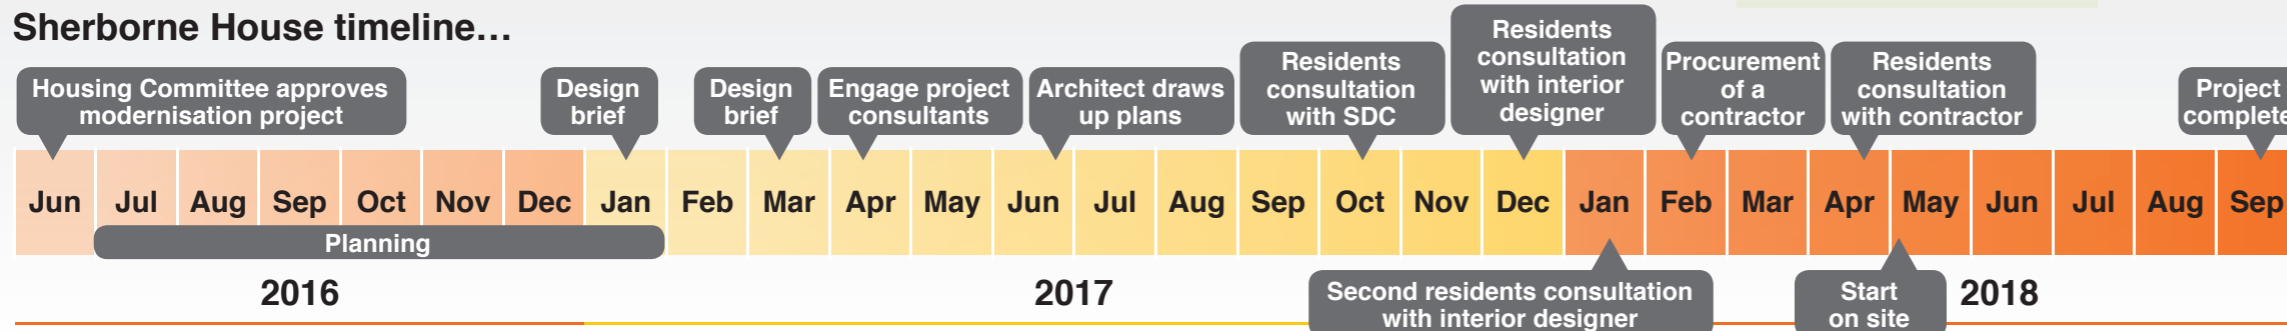 Sherborne House timeline…
Housing Committee approves
modernisation project
Design
brief
Design
brief
Engage project
consultants
Architect draws
up plans
Residents
consultation
with SDC
Residents
consultation
with interior
designer
Procurement
of a
contractor
Residents
consultation
with contractor
Project
complete
Jun Jul Aug Sep Oct Nov Dec Jan Feb Mar Apr May Jun Jul Aug Sep Oct Nov Dec Jan Feb Mar Apr May Jun Jul Aug Sep
Planning
2016 2017 2018
Second residents consultation
with interior designer
Start
on site